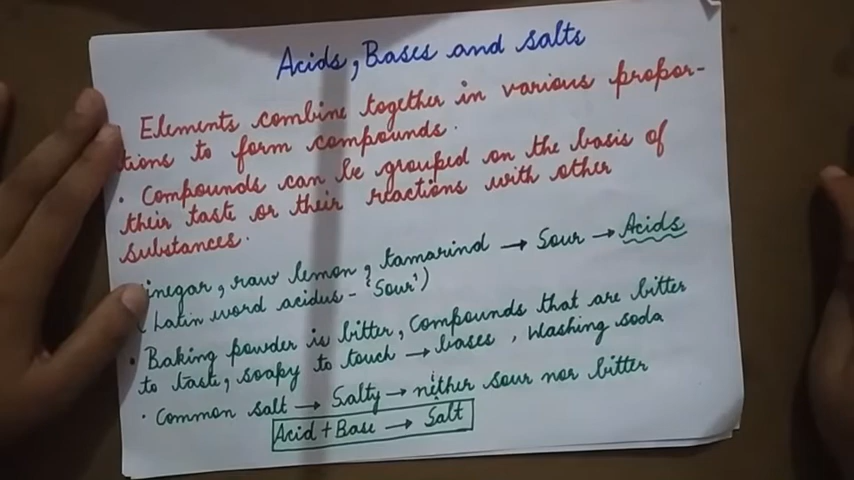 Acids, Bases and salts
Elements combine together in various propor-
tions to form compounds.
· Compounds can be grouped on the basis of
their taste or their reactions with other
substances.
inegar, raw lemon, tamarind → Sour → Acids
(Latin word acidus - 'Sour')
· Baking powder is bitter, Compounds that are bitter
to taste, soapy to touch → bases, Washing soda
· Common salt → Salty → nither sour nor bitter
Acid + Base → Salt